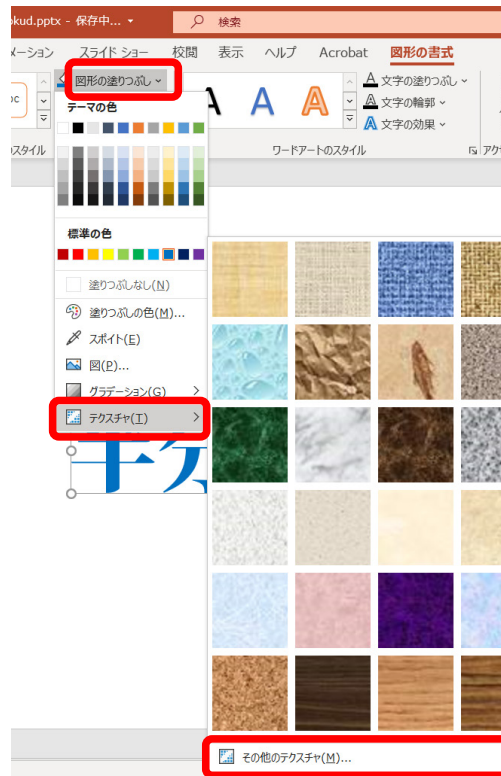 kud.pptx - 保存中... 検索
メーション スライド ショー 校閲 表示 ヘルプ Acrobat 図形の書式
図形の塗りつぶし
A A A
文字の塗りつぶし
文字の輪郭
文字の効果
スタイル ワードアートのスタイル アクセ
テーマの色
標準の色
塗りつぶしなし(N)
塗りつぶしの色(M)...
スポイト(E)
図(P)...
グラデーション(G)
テクスチャ(T)
その他のテクスチャ(M)...